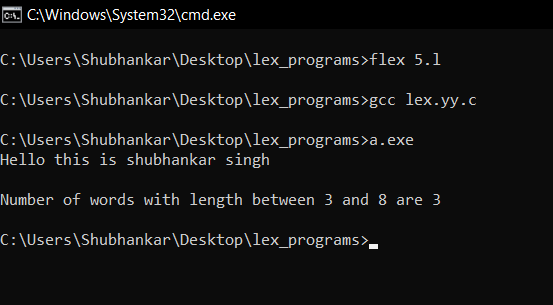 C:\Windows\System32\cmd.exe
C:\Users\Shubhankar\Desktop\lex_programs>flex 5.l
C:\Users\Shubhankar\Desktop\lex_programs>gcc lex.yy.c
C:\Users\Shubhankar\Desktop\lex_programs>a.exe
Hello this is shubhankar singh
Number of words with length between 3 and 8 are 3
C:\Users\Shubhankar\Desktop\lex_programs>